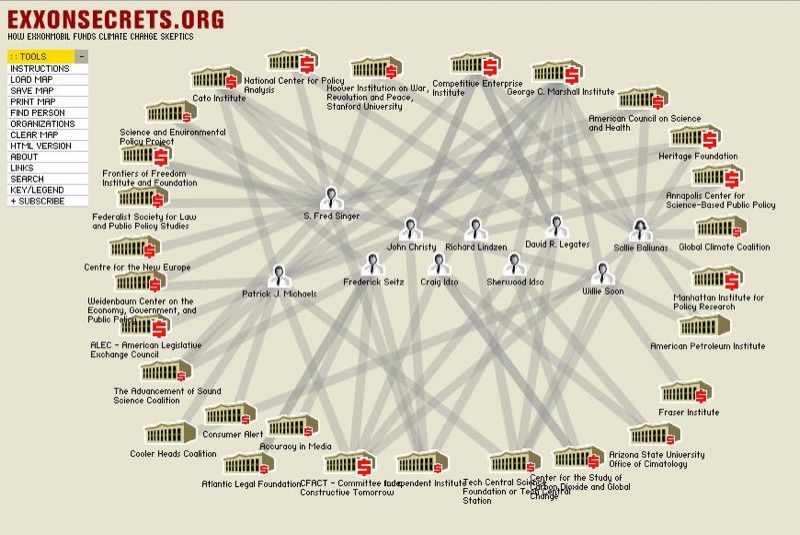 EXXONSECRETS.ORG
HOW EXXONMOBIL FUNDS CLIMATE CHANGE SKEPTICS
:: TOOLS
-
INSTRUCTIONS
LOAD MAP
SAVE MAP
PRINT MAP
FIND PERSON
ORGANIZATIONS
CLEAR MAP
HTML VERSION
ABOUT
LINKS
SEARCH
KEY/LEGEND
+ SUBSCRIBE
Cato Institute
National Center for Policy
Analysis
Hoover Institution on War,
Revolution and Peace,
Stanford University
Competitive Enterprise
Institute
George C. Marshall Institute
American Council on Science
and Health
Science and Environmental
Policy Project
Heritage Foundation
Frontiers of Freedom
Institute and Foundation
Annapolis Center for
Science-Based Public Policy
Federalist Society for Law
and Public Policy Studies
S. Fred Singer
John Christy
Richard Lindzen
David R. Legates
Sallie Baliunas
Global Climate Coalition
Centre for the New Europe
Patrick J. Michaels
Frederick Seitz
Craig Idso
Sherwood Idso
Willie Soon
Weidenbaum Center on the
Economy, Government, and
Public Policy
Manhattan Institute for
Policy Research
ALEC - American Legislative
Exchange Council
American Petroleum Institute
The Advancement of Sound
Science Coalition
Fraser Institute
Consumer Alert
Accuracy in Media
Cooler Heads Coalition
Arizona State University
Office of Cimatology
Atlantic Legal Foundation
CFACT - Committee for a
Constructive Tomorrow
Independent Institute
Tech Central Science
Foundation or Tech Central
Station
Center for the Study of
Carbon Dioxide and Global
Change